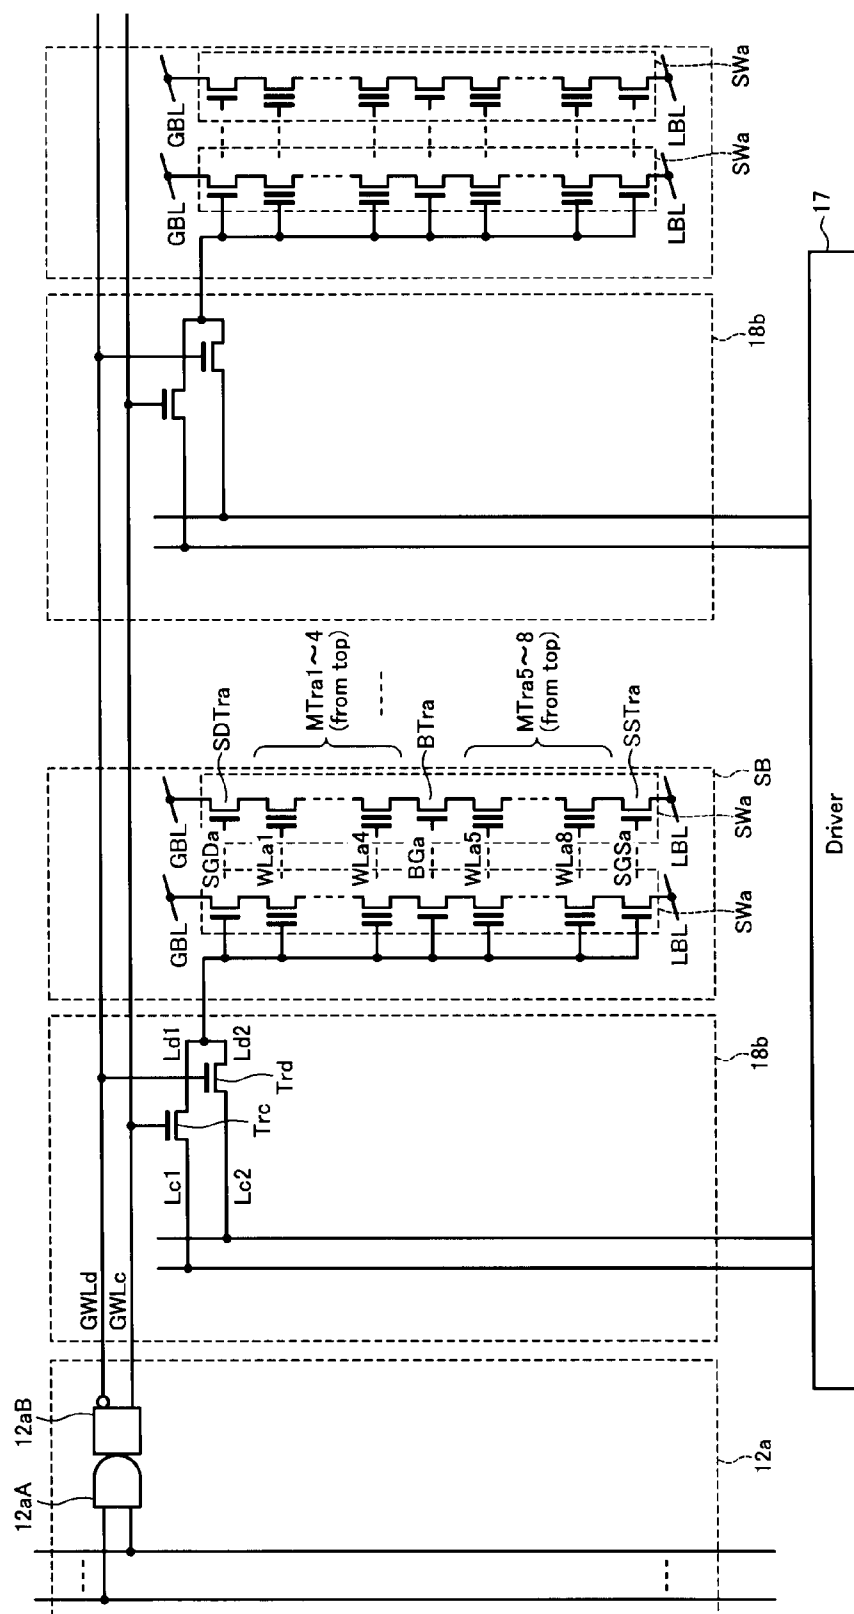 12aA
12aB
12a
GWLd
GWLc
Lc1
Lc2
Trc
Trd
Ld1
Ld2
18b
GBL
GBL
SGDa
WLa1
WLa4
BGa
WLa5
WLa8
SGSa
LBL
LBL
SWa
SWa
SB
SDTra
MTra1~4
(from top)
BTra
MTra5~8
(from top)
SSTra
18b
GBL
GBL
LBL
LBL
SWa
SWa
Driver
17